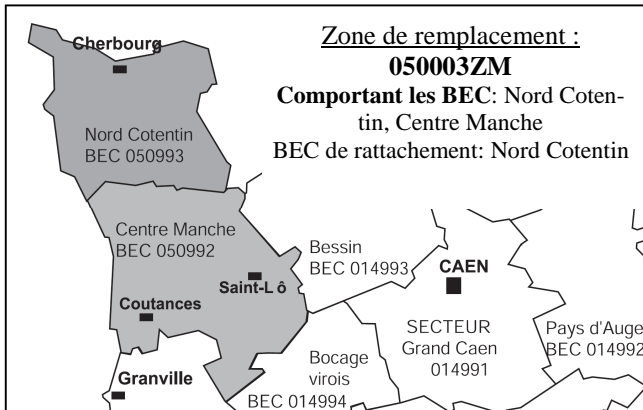 Zone de remplacement :
050003ZM
Comportant les BEC: Nord Coten-
tin, Centre Manche
BEC de rattachement: Nord Cotentin
Cherbourg
Nord Cotentin
BEC 050993
Centre Manche
BEC 050992
Saint-L ô
Coutances
Granville
Bessin
BEC 014993
CAEN
SECTEUR
Grand Caen
014991
Pays d'Auge
BEC 014992
Bocage
virois
BEC 014994